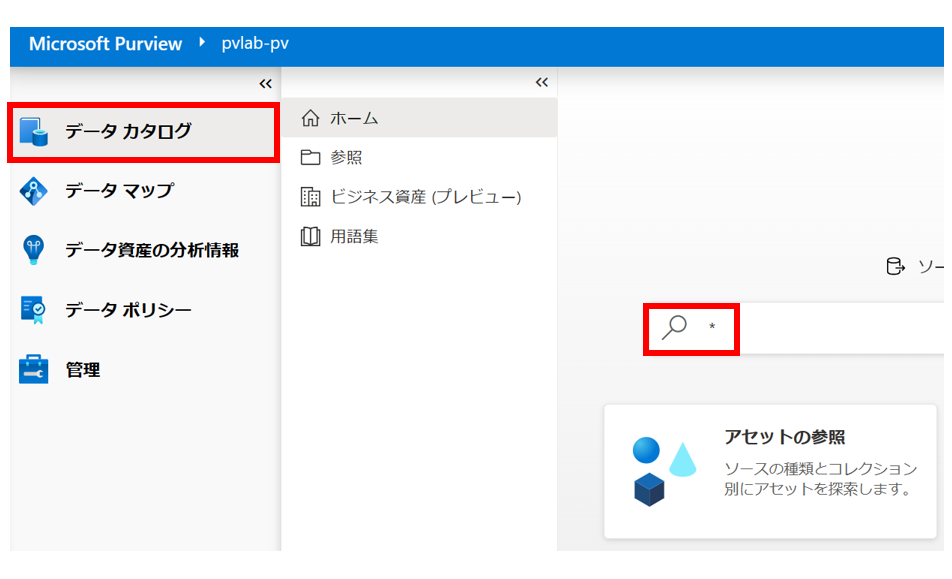 Microsoft Purview pvlab-pv
データ カタログ
データ マップ
データ資産の分析情報
データ ポリシー
管理
ホーム
参照
ビジネス資産 (プレビュー)
用語集
ソー
*
アセットの参照
ソースの種類とコレクション
別にアセットを探索します。